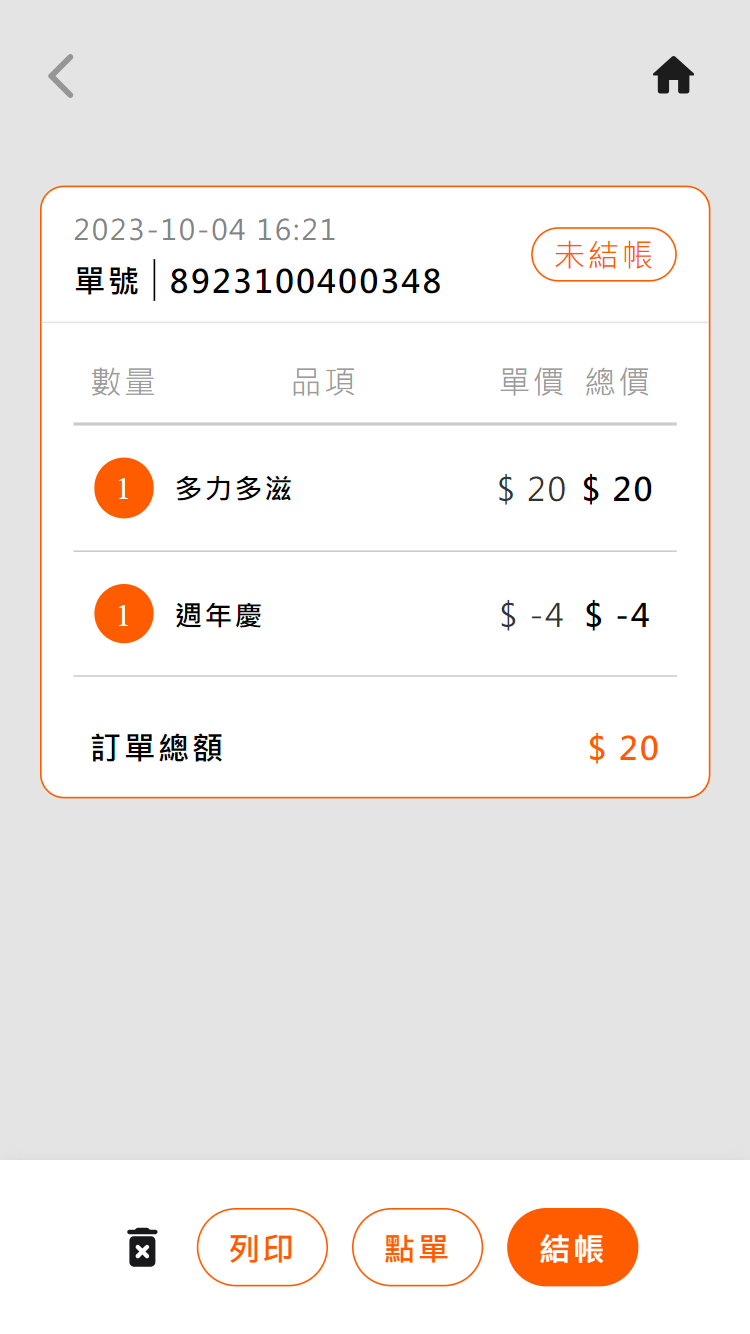 2023-10-04 16:21
單號 8923100400348
未結帳
數量 品項 單價 總價
1 多力多滋 $ 20 $ 20
1 週年慶 $ -4 $ -4
訂單總額 $ 20
列印 點單 結帳